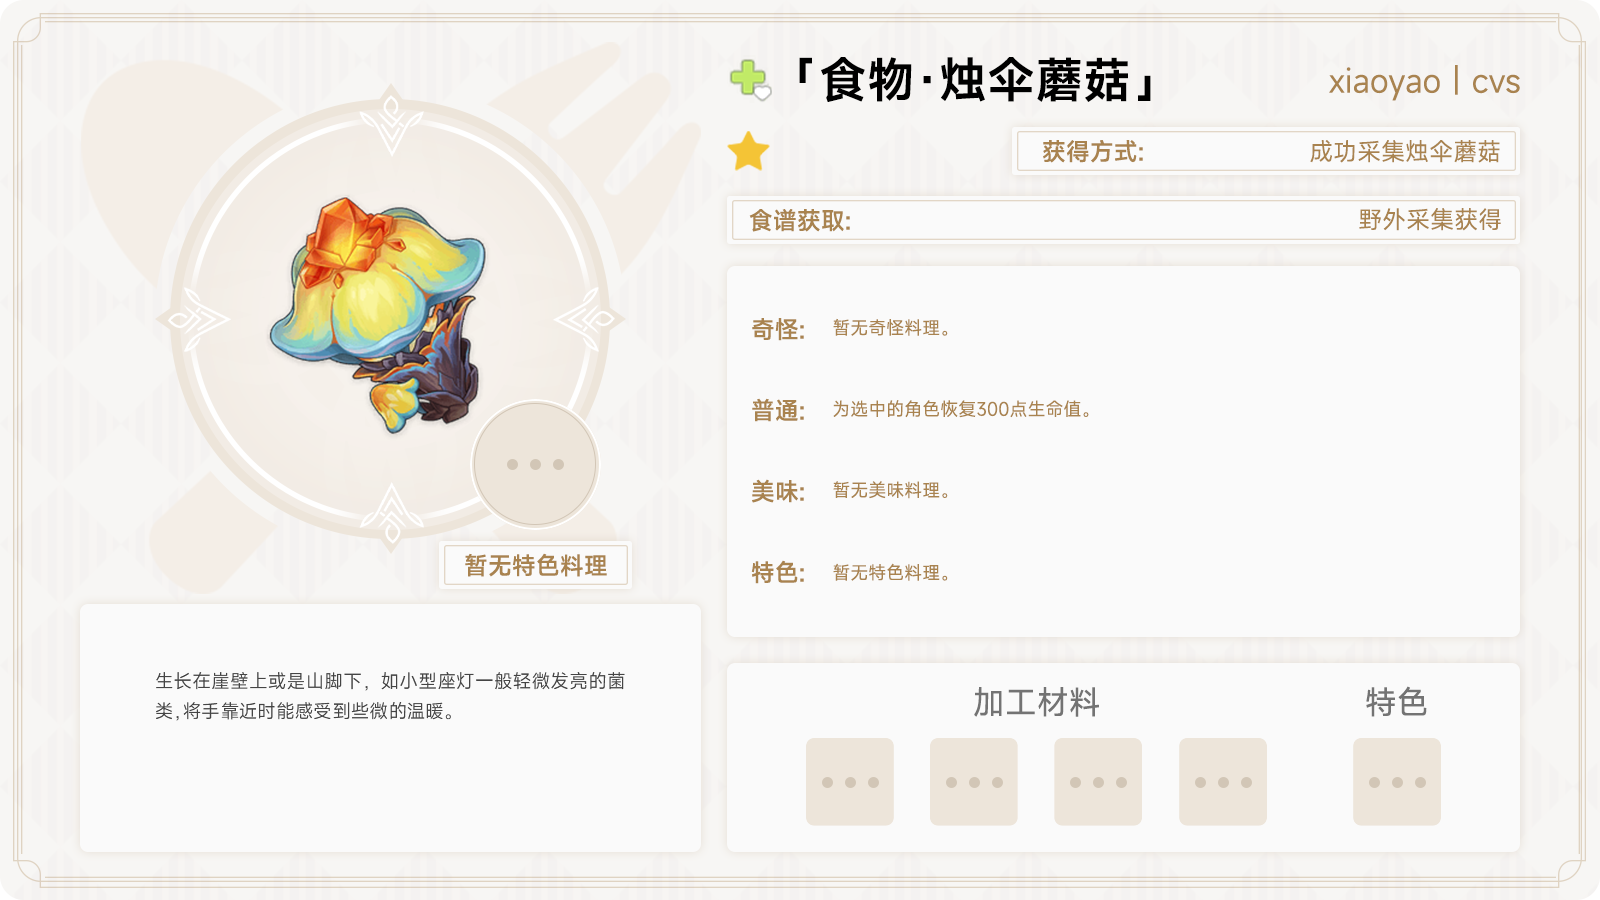 「食物·烛伞蘑菇」
xiaoyao | cvs
获得方式: 成功采集烛伞蘑菇
食谱获取: 野外采集获得
奇怪: 暂无奇怪料理。
普通: 为选中的角色恢复300点生命值。
美味: 暂无美味料理。
特色: 暂无特色料理。
暂无特色料理
生长在崖壁上或是山脚下，如小型座灯一般轻微发亮的菌
类,将手靠近时能感受到些微的温暖。
加工材料 特色